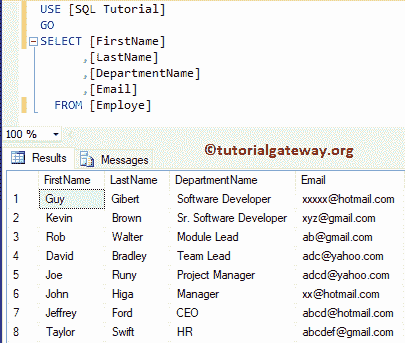 USE [SQL Tutorial]
GO
SELECT [FirstName]
,[LastName]
,[DepartmentName]
,[Email]
FROM [Employe]
100 %
©tutorialgateway.org
Results Messages
FirstName LastName DepartmentName Email
1 Guy Gibert Software Developer xxxxx@hotmail.com
2 Kevin Brown Sr. Software Developer xyz@gmail.com
3 Rob Walter Module Lead ab@gmail.com
4 David Bradley Team Lead adc@yahoo.com
5 Joe Runy Project Manager adcd@yahoo.com
6 John Higa Manager xx@hotmail.com
7 Jeffrey Ford CEO abcd@hotmail.com
8 Taylor Swift HR abcdef@gmail.com